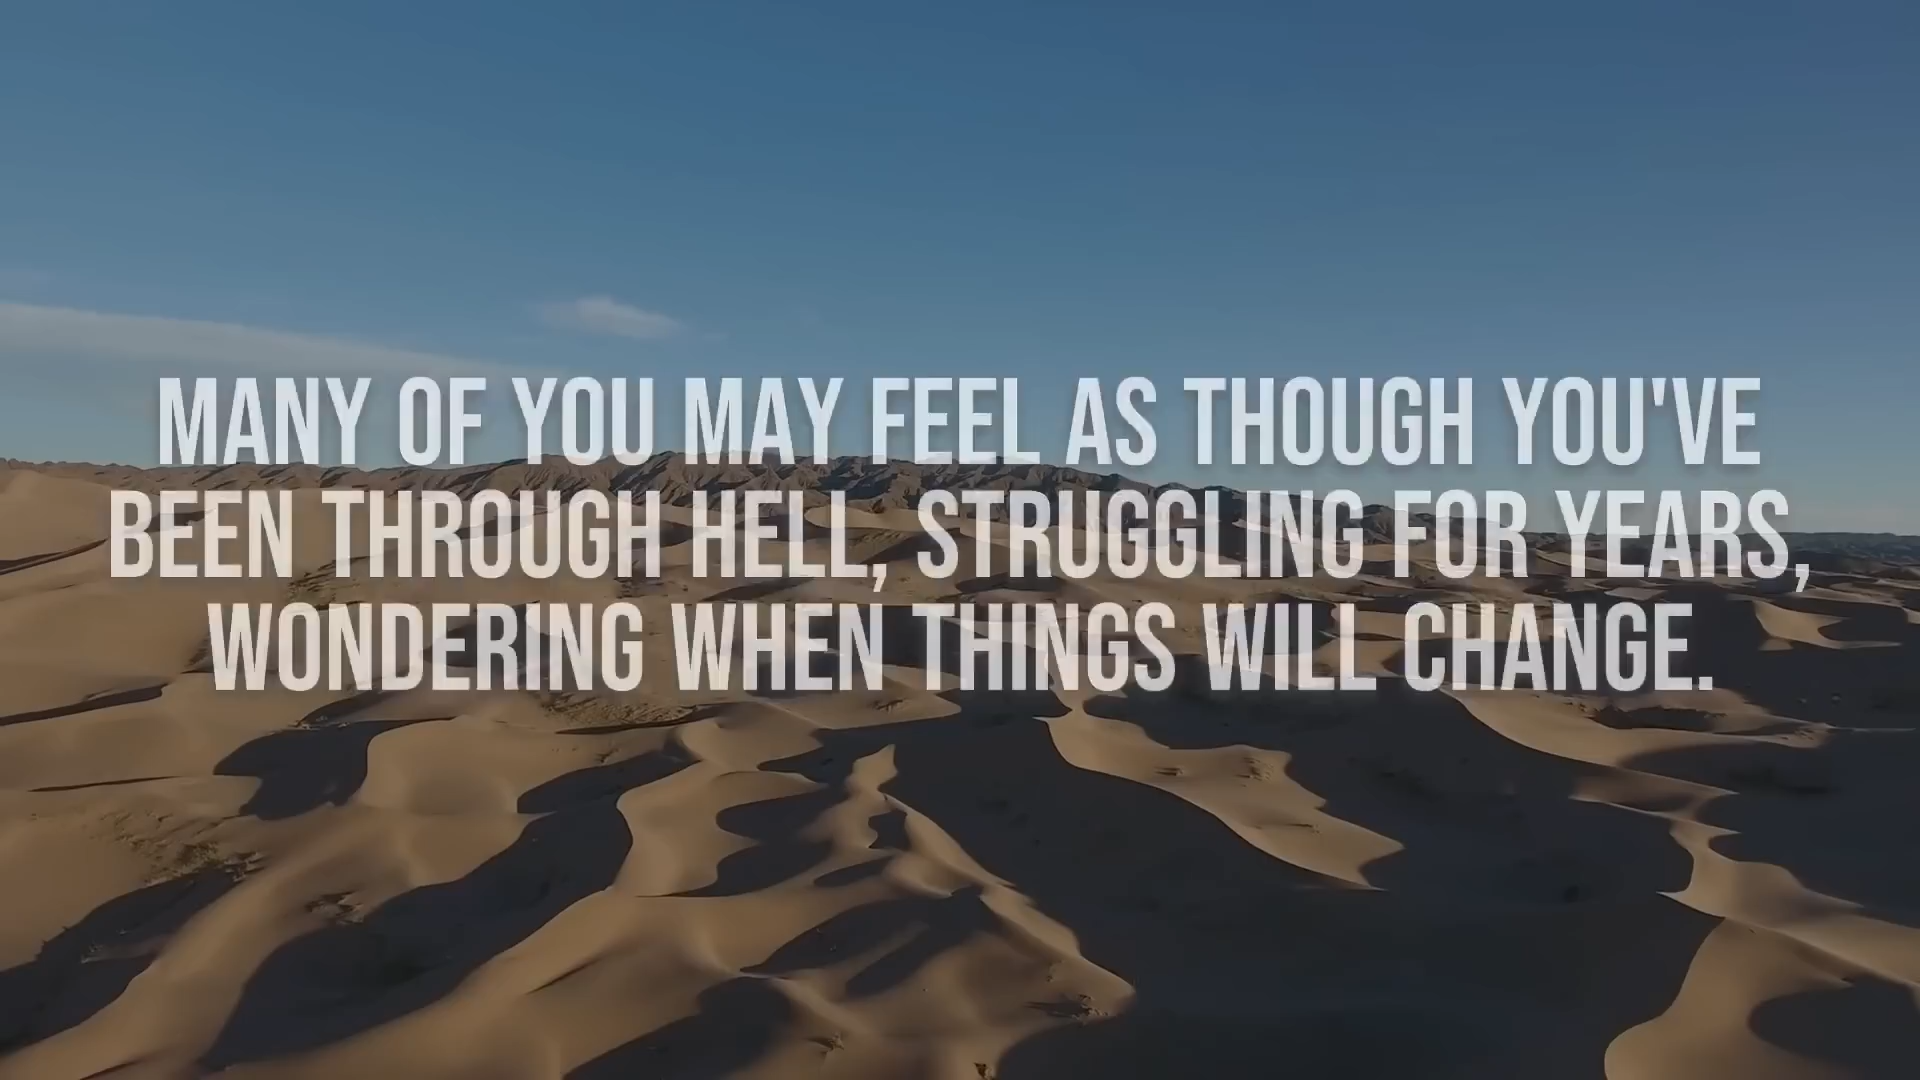 MANY OF YOU MAY FEEL AS THOUGH YOU'VE
BEEN THROUGH HELL, STRUGGLING FOR YEARS,
WONDERING WHEN THINGS WILL CHANGE.